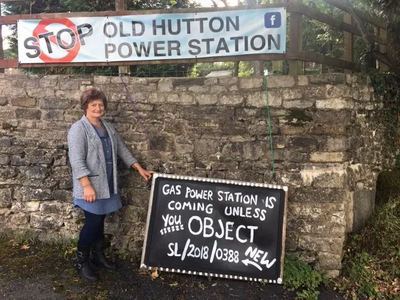 STOP OLD HUTTON
POWER STATION
f
GAS POWER STATION IS
COMING UNLESS
YOU OBJECT
SL/2018/0388 NEW